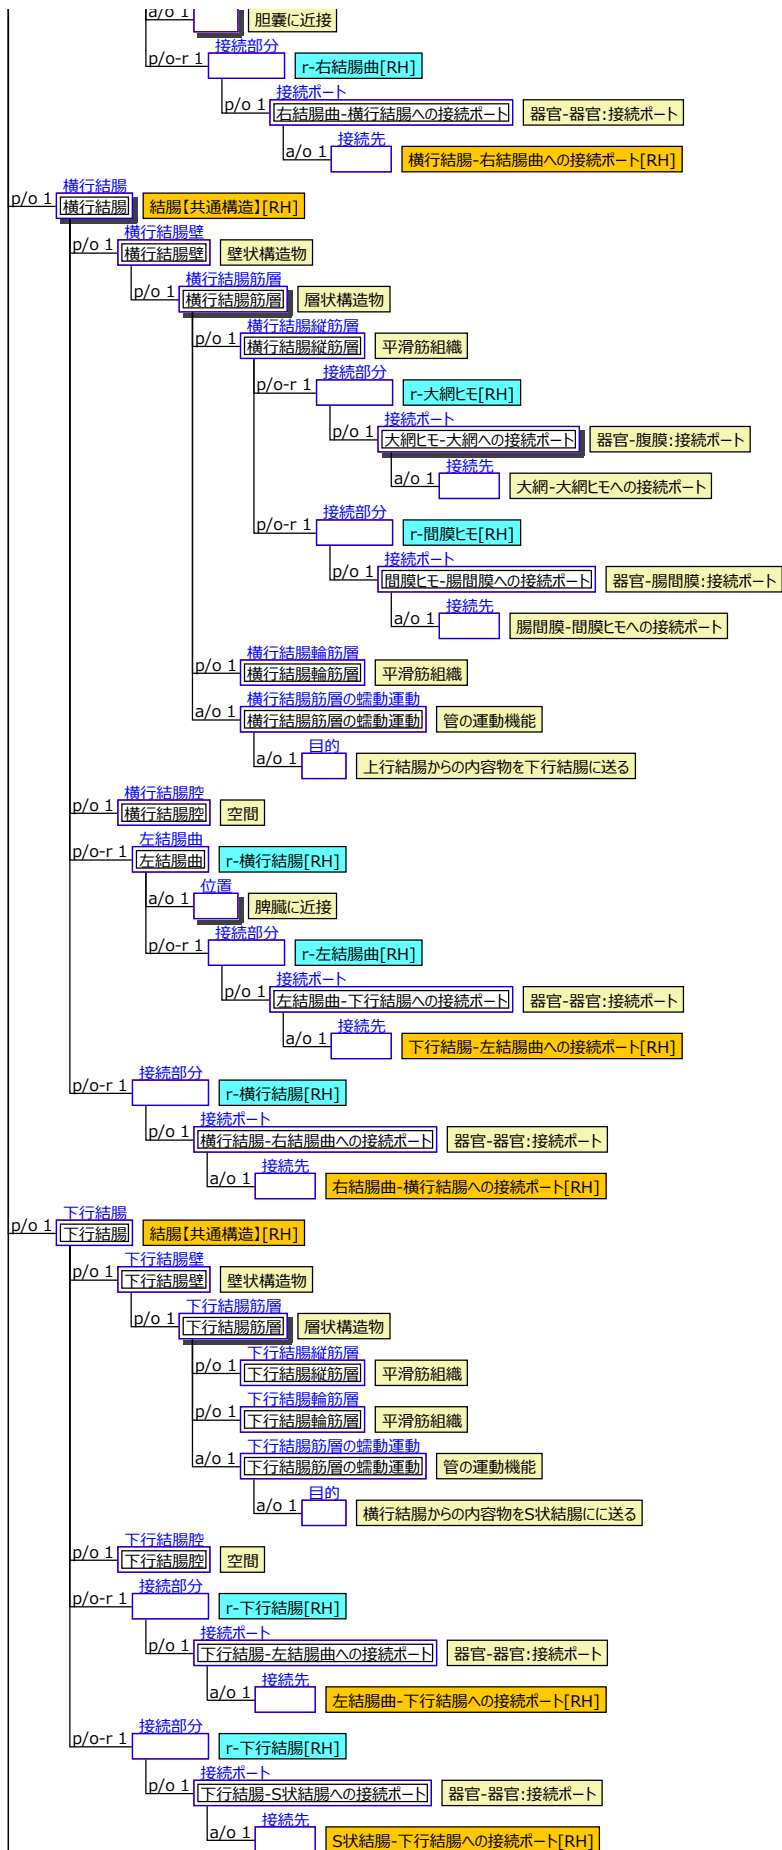 a/o 1 胆嚢に近接
接続部分
p/o-r 1 r-右結腸曲[RH]
接続ポート
p/o 1 右結腸曲-横行結腸への接続ポート 器官-器官:接続ポート
接続先
a/o 1 横行結腸-右結腸曲への接続ポート[RH]
横行結腸
p/o 1 横行結腸 結腸【共通構造】[RH]
横行結腸壁
p/o 1 横行結腸壁 壁状構造物
横行結腸筋層
p/o 1 横行結腸筋層 層状構造物
横行結腸縦筋層
p/o 1 横行結腸縦筋層 平滑筋組織
接続部分
p/o-r 1 r-大網ヒモ[RH]
接続ポート
p/o 1 大網ヒモ-大網への接続ポート 器官-腹膜:接続ポート
接続先
a/o 1 大網-大網ヒモへの接続ポート
接続部分
p/o-r 1 r-間膜ヒモ[RH]
接続ポート
p/o 1 間膜ヒモ-腸間膜への接続ポート 器官-腸間膜:接続ポート
接続先
a/o 1 腸間膜-間膜ヒモへの接続ポート
横行結腸輪筋層
p/o 1 横行結腸輪筋層 平滑筋組織
横行結腸筋層の蠕動運動
a/o 1 横行結腸筋層の蠕動運動 管の運動機能
目的
a/o 1 上行結腸からの内容物を下行結腸に送る
横行結腸腔
p/o 1 横行結腸腔 空間
左結腸曲
p/o-r 1 左結腸曲 r-横行結腸[RH]
位置
a/o 1 脾臓に近接
接続部分
p/o-r 1 r-左結腸曲[RH]
接続ポート
p/o 1 左結腸曲-下行結腸への接続ポート 器官-器官:接続ポート
接続先
a/o 1 下行結腸-左結腸曲への接続ポート[RH]
接続部分
p/o-r 1 r-横行結腸[RH]
接続ポート
p/o 1 横行結腸-右結腸曲への接続ポート 器官-器官:接続ポート
接続先
a/o 1 右結腸曲-横行結腸への接続ポート[RH]
下行結腸
p/o 1 下行結腸 結腸【共通構造】[RH]
下行結腸壁
p/o 1 下行結腸壁 壁状構造物
下行結腸筋層
p/o 1 下行結腸筋層 層状構造物
下行結腸縦筋層
p/o 1 下行結腸縦筋層 平滑筋組織
下行結腸輪筋層
p/o 1 下行結腸輪筋層 平滑筋組織
下行結腸筋層の蠕動運動
a/o 1 下行結腸筋層の蠕動運動 管の運動機能
目的
a/o 1 横行結腸からの内容物をS状結腸にに送る
下行結腸腔
p/o 1 下行結腸腔 空間
接続部分
p/o-r 1 r-下行結腸[RH]
接続ポート
p/o 1 下行結腸-左結腸曲への接続ポート 器官-器官:接続ポート
接続先
a/o 1 左結腸曲-下行結腸への接続ポート[RH]
接続部分
p/o-r 1 r-下行結腸[RH]
接続ポート
p/o 1 下行結腸-S状結腸への接続ポート 器官-器官:接続ポート
接続先
a/o 1 S状結腸-下行結腸への接続ポート[RH]